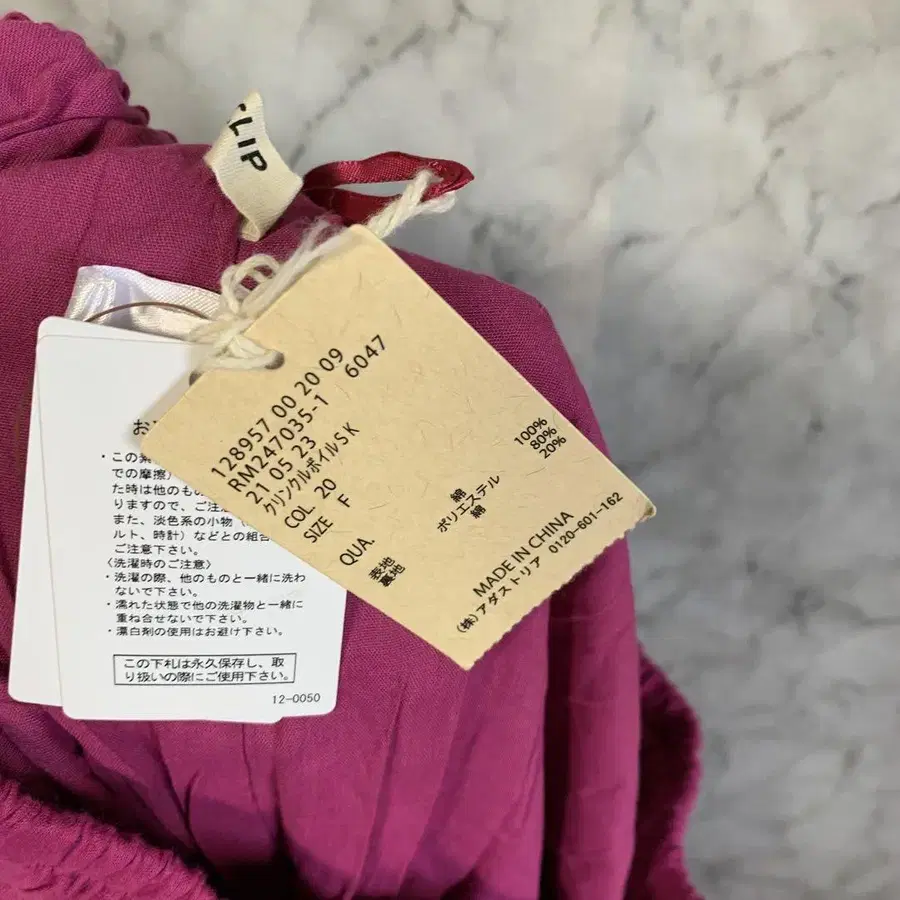 CLIP
128957 00 20 09
RM247035-1 6047
21 05 23
クリンクルボイルSK
COL. 20
SIZE F
QUA.
表地 綿 100%
裏地 ポリエステル 80%
綿 20%
MADE IN CHINA
(株)アダストリア 0120-601-162
・この
での摩擦
た時は他のもの
りますので、ご注意
また、淡色系の小物
ルト、時計)などとの組合
ご注意下さい。
〈洗濯時のご注意〉
・洗濯の際、他のものと一緒に洗わ
ないで下さい。
・濡れた状態で他の洗濯物と一緒に
重ね合せないで下さい。
・漂白剤の使用はお避け下さい。
この下札は永久保存し、取
り扱いの際にご使用下さい。
12-0050